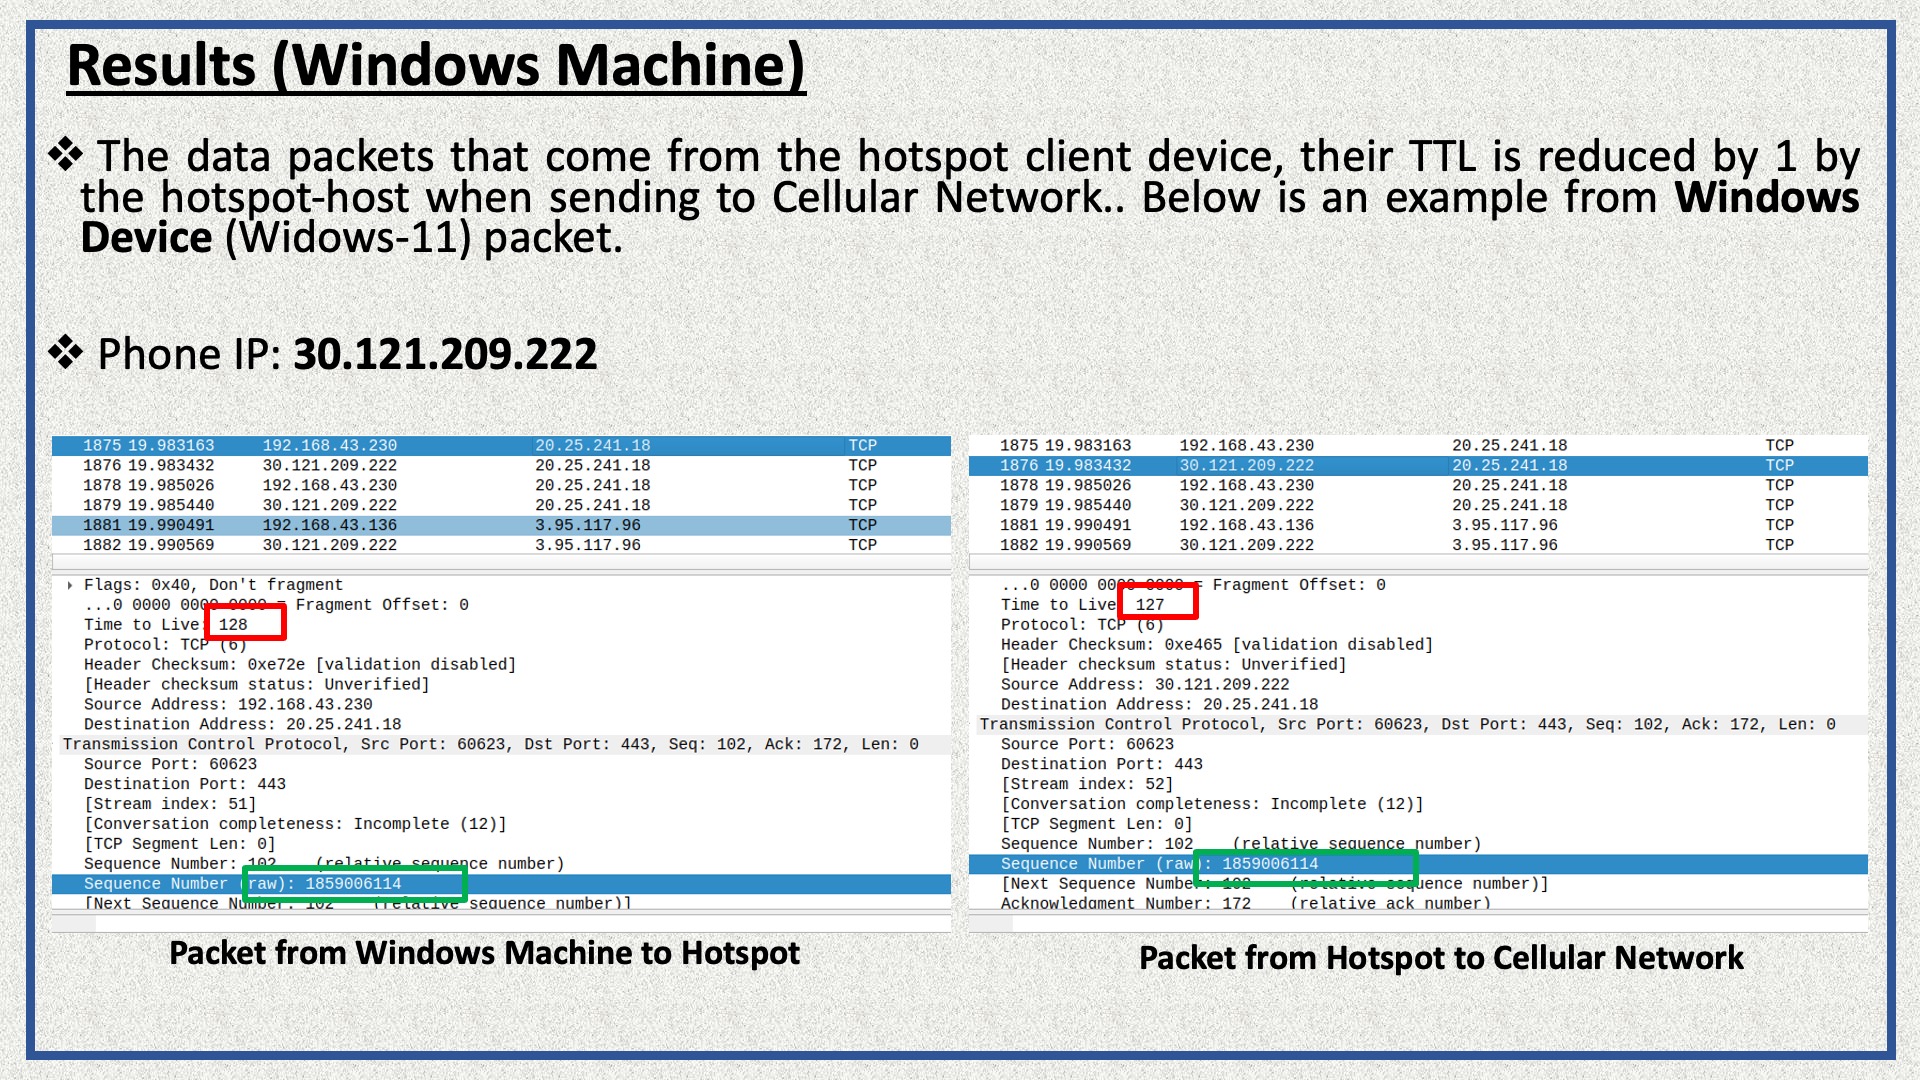 Results (Windows Machine)
❖ The data packets that come from the hotspot client device, their TTL is reduced by 1 by
the hotspot-host when sending to Cellular Network.. Below is an example from Windows
Device (Widows-11) packet.
❖ Phone IP: 30.121.209.222
1875 19.983163 192.168.43.230 20.25.241.18 TCP
1876 19.983432 30.121.209.222 20.25.241.18 TCP
1878 19.985026 192.168.43.230 20.25.241.18 TCP
1879 19.985440 30.121.209.222 20.25.241.18 TCP
1881 19.990491 192.168.43.136 3.95.117.96 TCP
1882 19.990569 30.121.209.222 3.95.117.96 TCP
Flags: 0x40, Don't fragment
...0 0000 0000 0000 = Fragment Offset: 0
Time to Live: 128
Protocol: TCP (6)
Header Checksum: 0xe72e [validation disabled]
[Header checksum status: Unverified]
Source Address: 192.168.43.230
Destination Address: 20.25.241.18
Transmission Control Protocol, Src Port: 60623, Dst Port: 443, Seq: 102, Ack: 172, Len: 0
Source Port: 60623
Destination Port: 443
[Stream index: 51]
[Conversation completeness: Incomplete (12)]
[TCP Segment Len: 0]
Sequence Number: 102 (relative sequence number)
Sequence Number (raw): 1859006114
[Next Sequence Number: 102 (relative sequence number)]
Packet from Windows Machine to Hotspot
1875 19.983163 192.168.43.230 20.25.241.18 TCP
1876 19.983432 30.121.209.222 20.25.241.18 TCP
1878 19.985026 192.168.43.230 20.25.241.18 TCP
1879 19.985440 30.121.209.222 20.25.241.18 TCP
1881 19.990491 192.168.43.136 3.95.117.96 TCP
1882 19.990569 30.121.209.222 3.95.117.96 TCP
...0 0000 0000 0000 = Fragment Offset: 0
Time to Live: 127
Protocol: TCP (6)
Header Checksum: 0xe465 [validation disabled]
[Header checksum status: Unverified]
Source Address: 30.121.209.222
Destination Address: 20.25.241.18
Transmission Control Protocol, Src Port: 60623, Dst Port: 443, Seq: 102, Ack: 172, Len: 0
Source Port: 60623
Destination Port: 443
[Stream index: 52]
[Conversation completeness: Incomplete (12)]
[TCP Segment Len: 0]
Sequence Number: 102 (relative sequence number)
Sequence Number (raw): 1859006114
[Next Sequence Number: 102 (relative sequence number)]
Acknowledgment Number: 172 (relative ack number)
Packet from Hotspot to Cellular Network